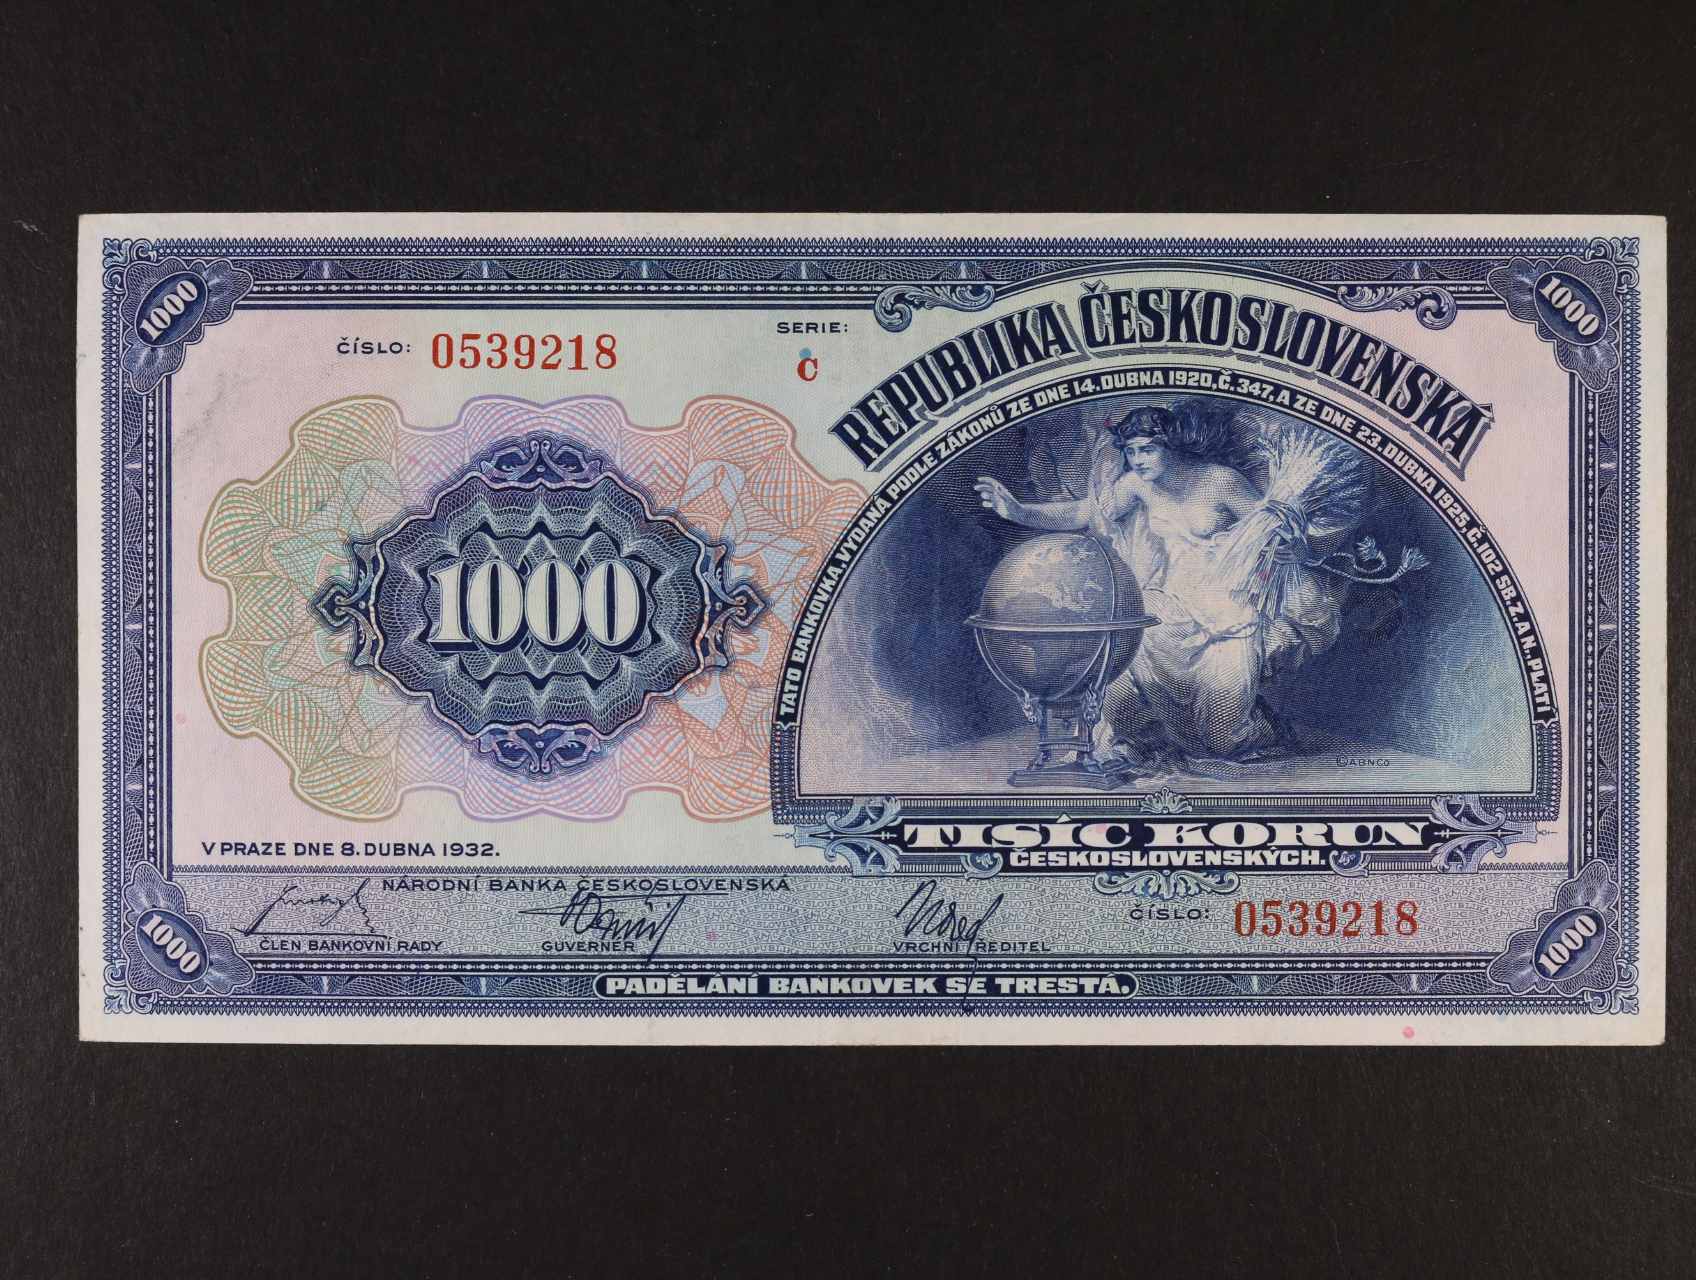 1000
1000
ČÍSLO: 0539218
SERIE:
C
REPUBLIKA ČESKOSLOVENSKÁ
TATO BANKOVKA, VYDANÁ PODLE ZÁKONŮ ZE DNE 14. DUBNA 1920, Č. 347, A ZE DNE 23. DUBNA 1925, Č. 102 SB. Z. A N., PLATÍ
1000
©ABNCO
TISÍC KORUN
ČESKOSLOVENSKÝCH.
V PRAZE DNE 8. DUBNA 1932.
NÁRODNÍ BANKA ČESKOSLOVENSKÁ
ČÍSLO: 0539218
ČLEN BANKOVNÍ RADY
GUVERNÉR
VRCHNÍ ŘEDITEL
1000
1000
PADĚLÁNÍ BANKOVEK SE TRESTÁ.